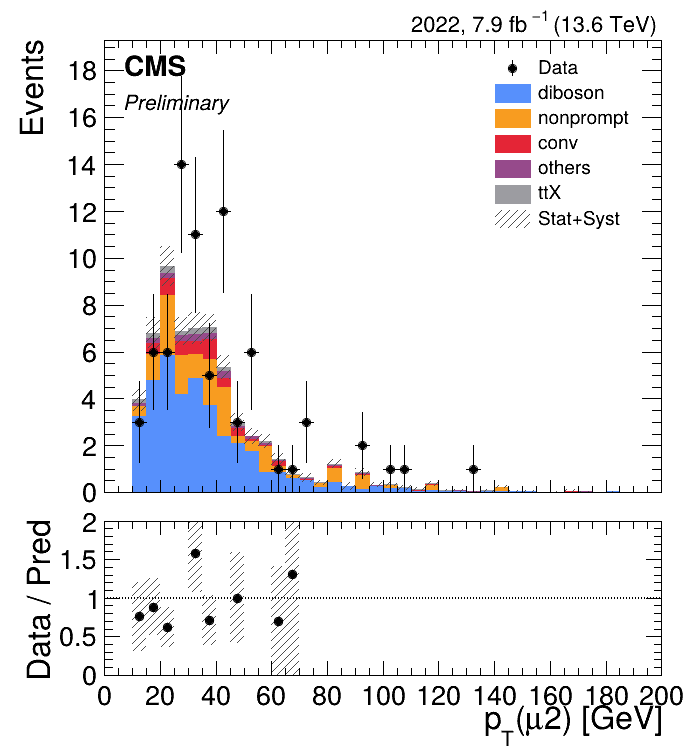 2022, 7.9 fb⁻¹ (13.6 TeV)
CMS
Preliminary
Events
18
16
14
12
10
8
6
4
2
0
Data
diboson
nonprompt
conv
others
ttX
Stat+Syst
Data / Pred
2
1.5
1
0.5
0
0 20 40 60 80 100 120 140 160 180 200
p_T(μ2) [GeV]